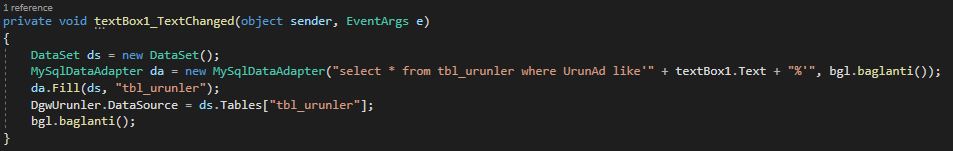 1 reference
private void textBox1_TextChanged(object sender, EventArgs e)
{
DataSet ds = new DataSet();
MySqlDataAdapter da = new MySqlDataAdapter("select * from tbl_urunler where UrunAd like'" + textBox1.Text + "%'", bgl.baglanti());
da.Fill(ds, "tbl_urunler");
DgwUrunler.DataSource = ds.Tables["tbl_urunler"];
bgl.baglanti();
}